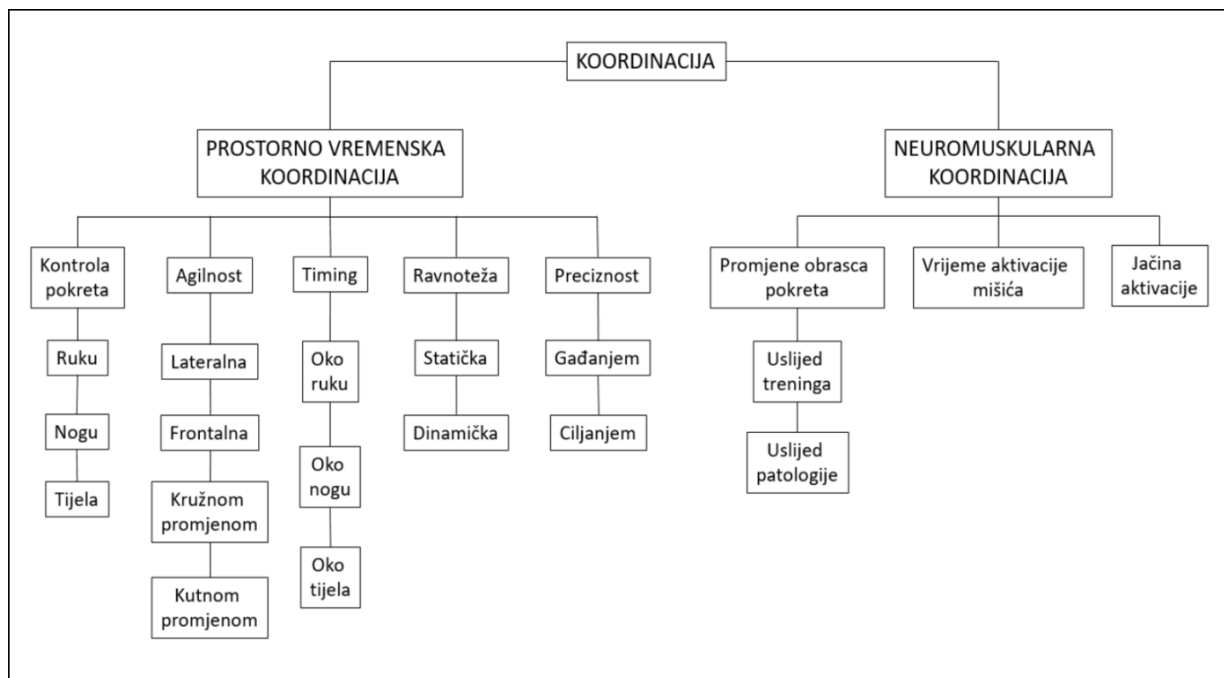 KOORDINACIJA
PROSTORNO VREMENSKA
KOORDINACIJA
NEUROMUSKULARNA
KOORDINACIJA
Kontrola
pokreta
Agilnost
Timing
Ravnoteža
Preciznost
Promjene obrasca
pokreta
Vrijeme aktivacije
mišića
Jačina
aktivacije
Ruku
Lateralna
Oko
ruku
Statička
Gađanjem
Uslijed
treninga
Nogu
Frontalna
Oko
nogu
Dinamička
Ciljanjem
Uslijed
patologije
Tijela
Kružnom
promjenom
Oko
tijela
Kutnom
promjenom